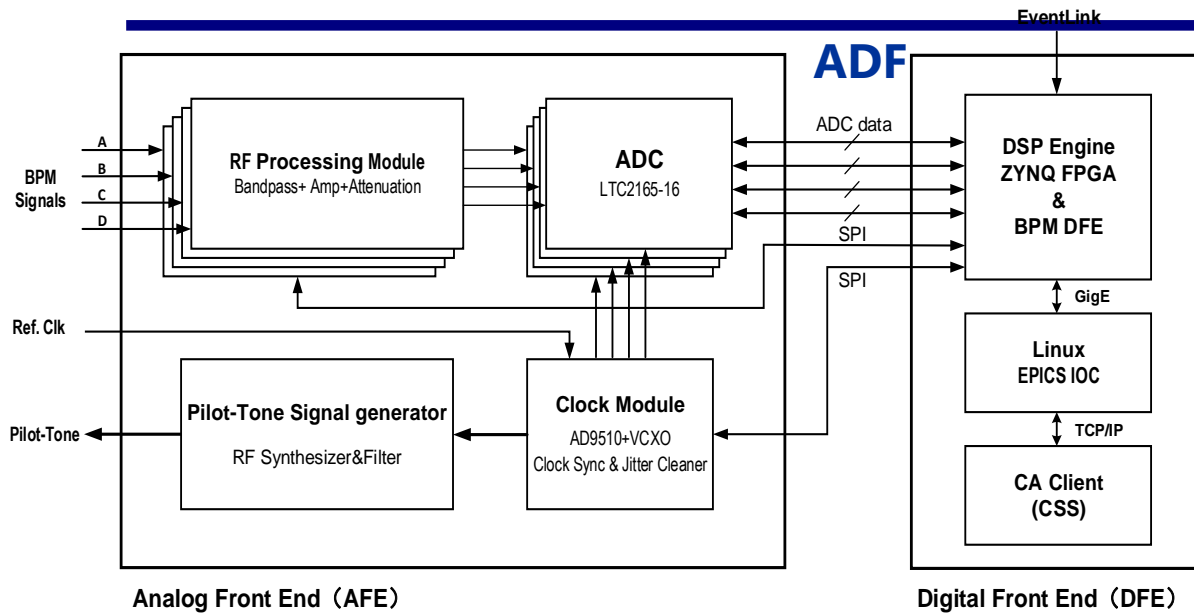 EventLink
ADF
A
B
C
D
BPM
Signals
RF Processing Module
Bandpass+ Amp+Attenuation
ADC
LTC2165-16
ADC data
SPI
SPI
DSP Engine
ZYNQ FPGA
&
BPM DFE
GigE
Ref. Clk
Linux
EPICS IOC
Pilot-Tone
Pilot-Tone Signal generator
RF Synthesizer&Filter
Clock Module
AD9510+VCXO
Clock Sync & Jitter Cleaner
TCP/IP
CA Client
(CSS)
Analog Front End（AFE）
Digital Front End（DFE）